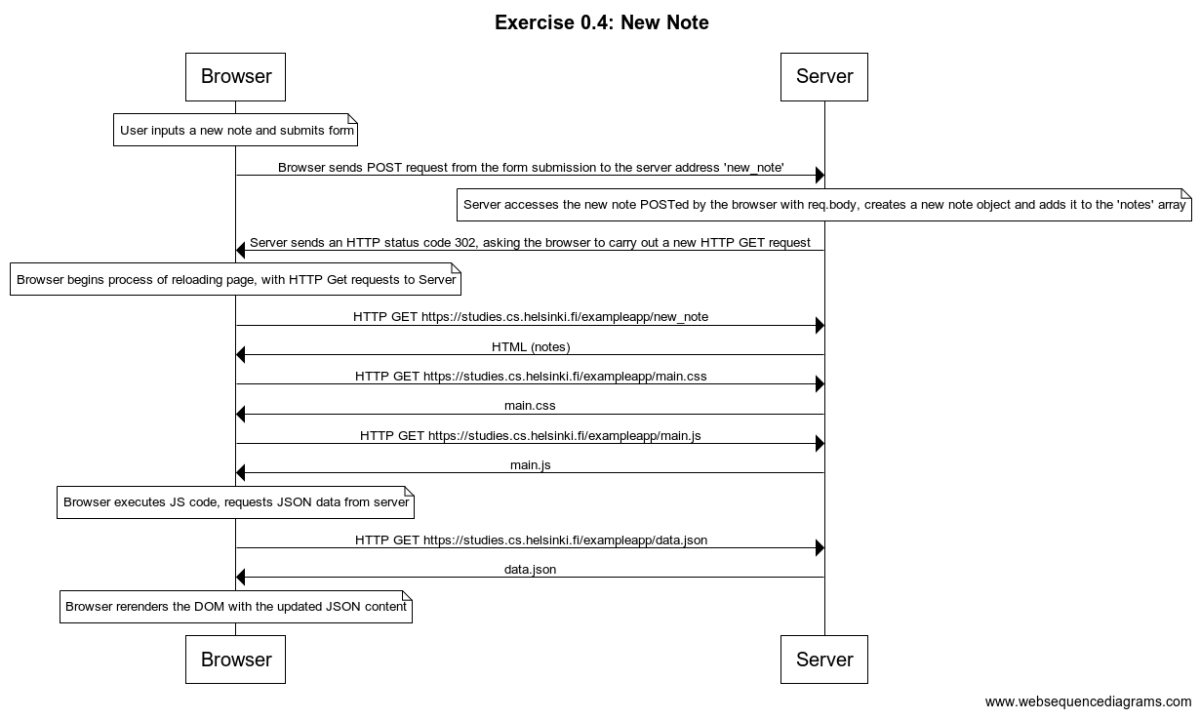 Exercise 0.4: New Note
Browser
Server
User inputs a new note and submits form
Browser sends POST request from the form submission to the server address 'new_note'
Server accesses the new note POSTed by the browser with req.body, creates a new note object and adds it to the 'notes' array
Server sends an HTTP status code 302, asking the browser to carry out a new HTTP GET request
Browser begins process of reloading page, with HTTP Get requests to Server
HTTP GET https://studies.cs.helsinki.fi/exampleapp/new_note
HTML (notes)
HTTP GET https://studies.cs.helsinki.fi/exampleapp/main.css
main.css
HTTP GET https://studies.cs.helsinki.fi/exampleapp/main.js
main.js
Browser executes JS code, requests JSON data from server
HTTP GET https://studies.cs.helsinki.fi/exampleapp/data.json
data.json
Browser rerenders the DOM with the updated JSON content
Browser
Server
www.websequencediagrams.com